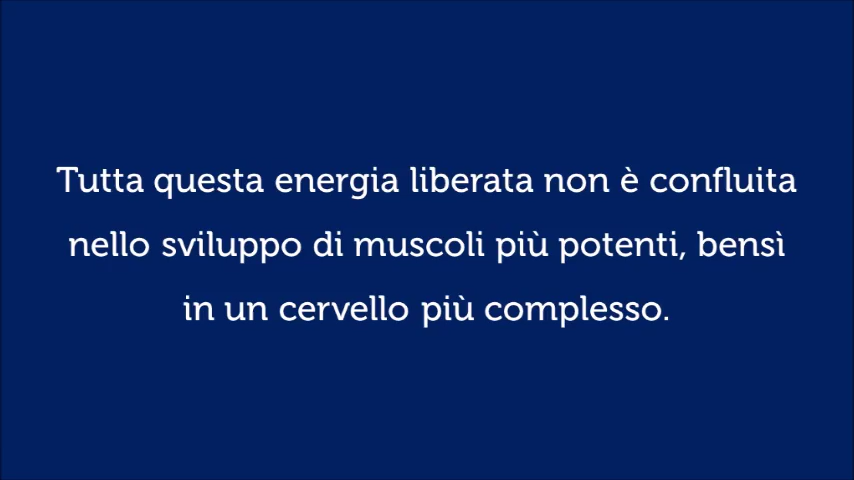 Tutta questa energia liberata non è confluita
nello sviluppo di muscoli più potenti, bensì
in un cervello più complesso.